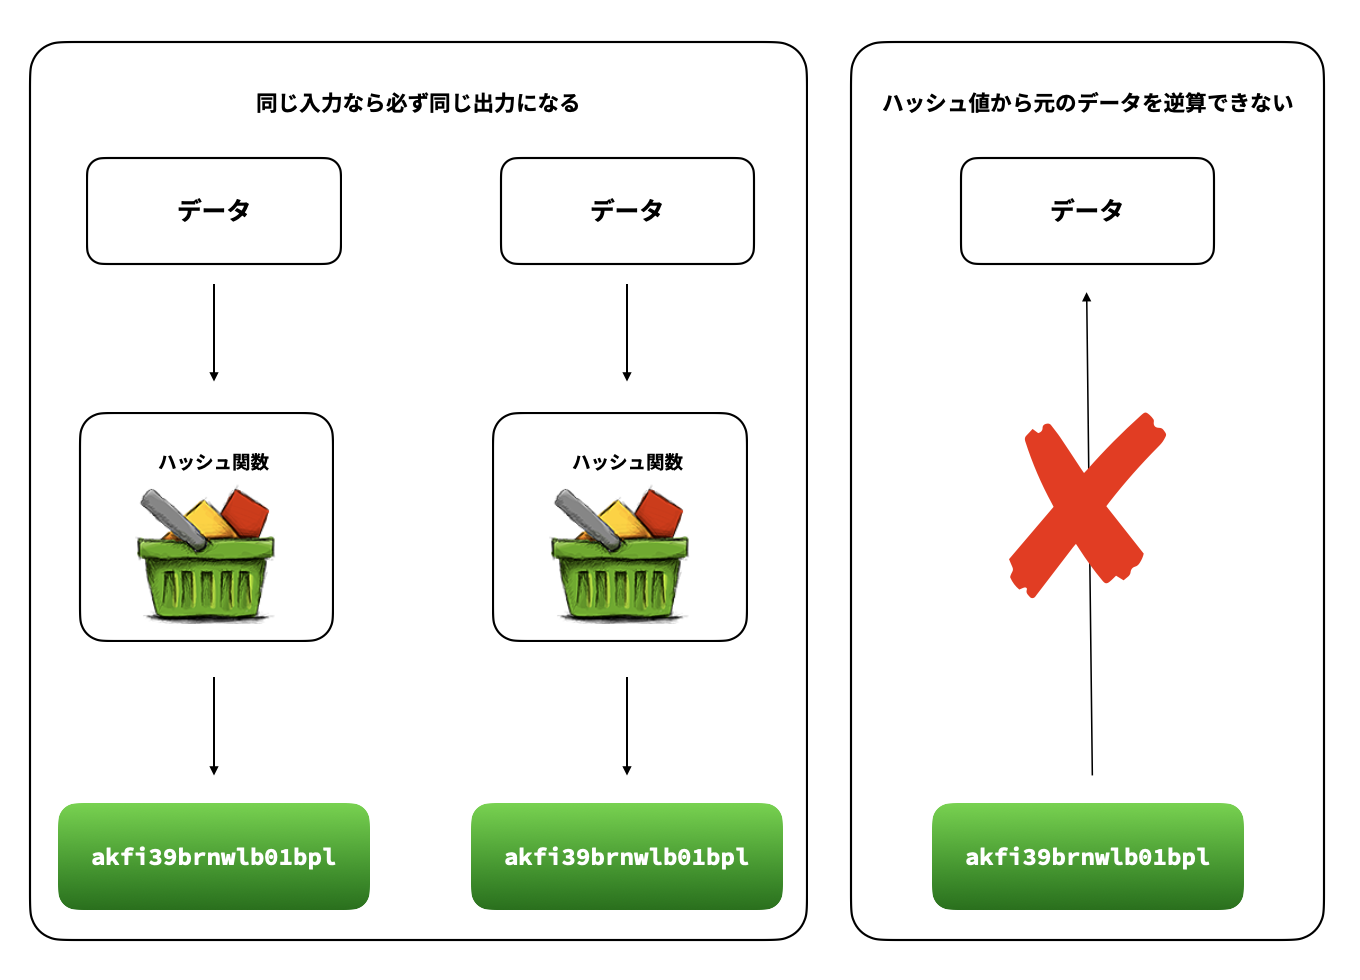 同じ入力なら必ず同じ出力になる
データ
データ
ハッシュ関数
ハッシュ関数
akfi39brnwlb01bpl
akfi39brnwlb01bpl
ハッシュ値から元のデータを逆算できない
データ
akfi39brnwlb01bpl